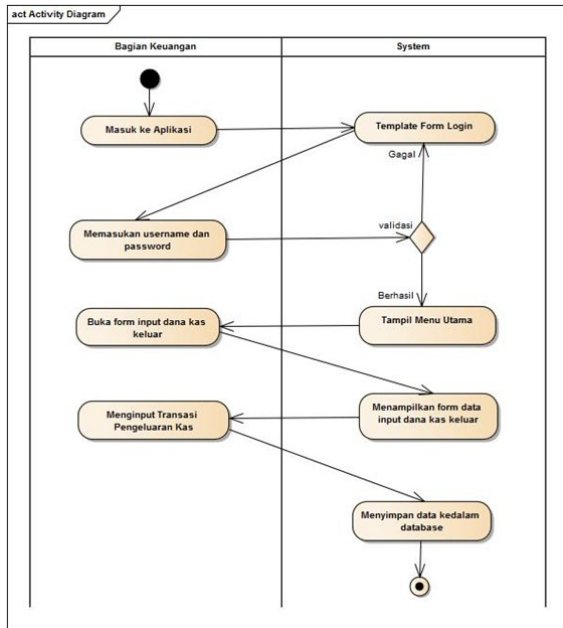 act Activity Diagram
Bagian Keuangan
System
Masuk ke Aplikasi
Template Form Login
Gagal
Memasukan username dan
password
validasi
Berhasil
Buka form input dana kas
keluar
Tampil Menu Utama
Menginput Transasi
Pengeluaran Kas
Menampilkan form data
input dana kas keluar
Menyimpan data kedalam
database